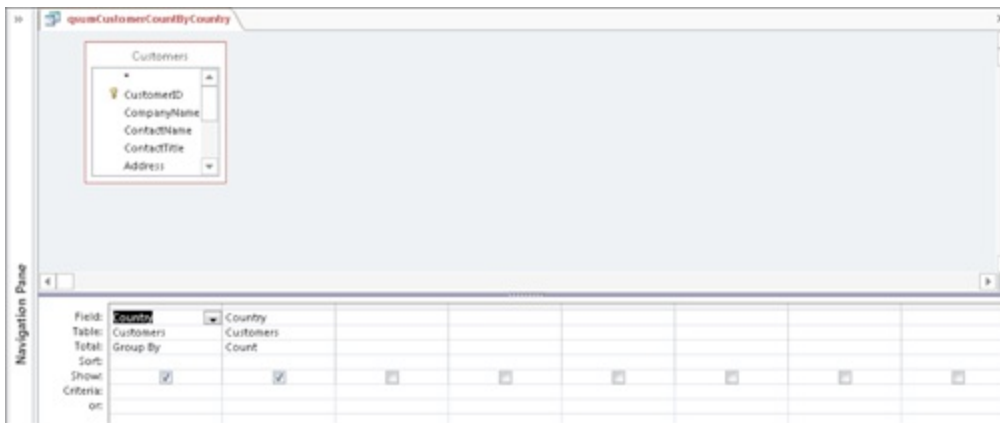 qsumCustomerCountByCountry
Customers
*
CustomerID
CompanyName
ContactName
ContactTitle
Address
Navigation Pane
Field: Country Country
Table: Customers Customers
Total: Group By Count
Sort:
Show:
Criteria:
or: